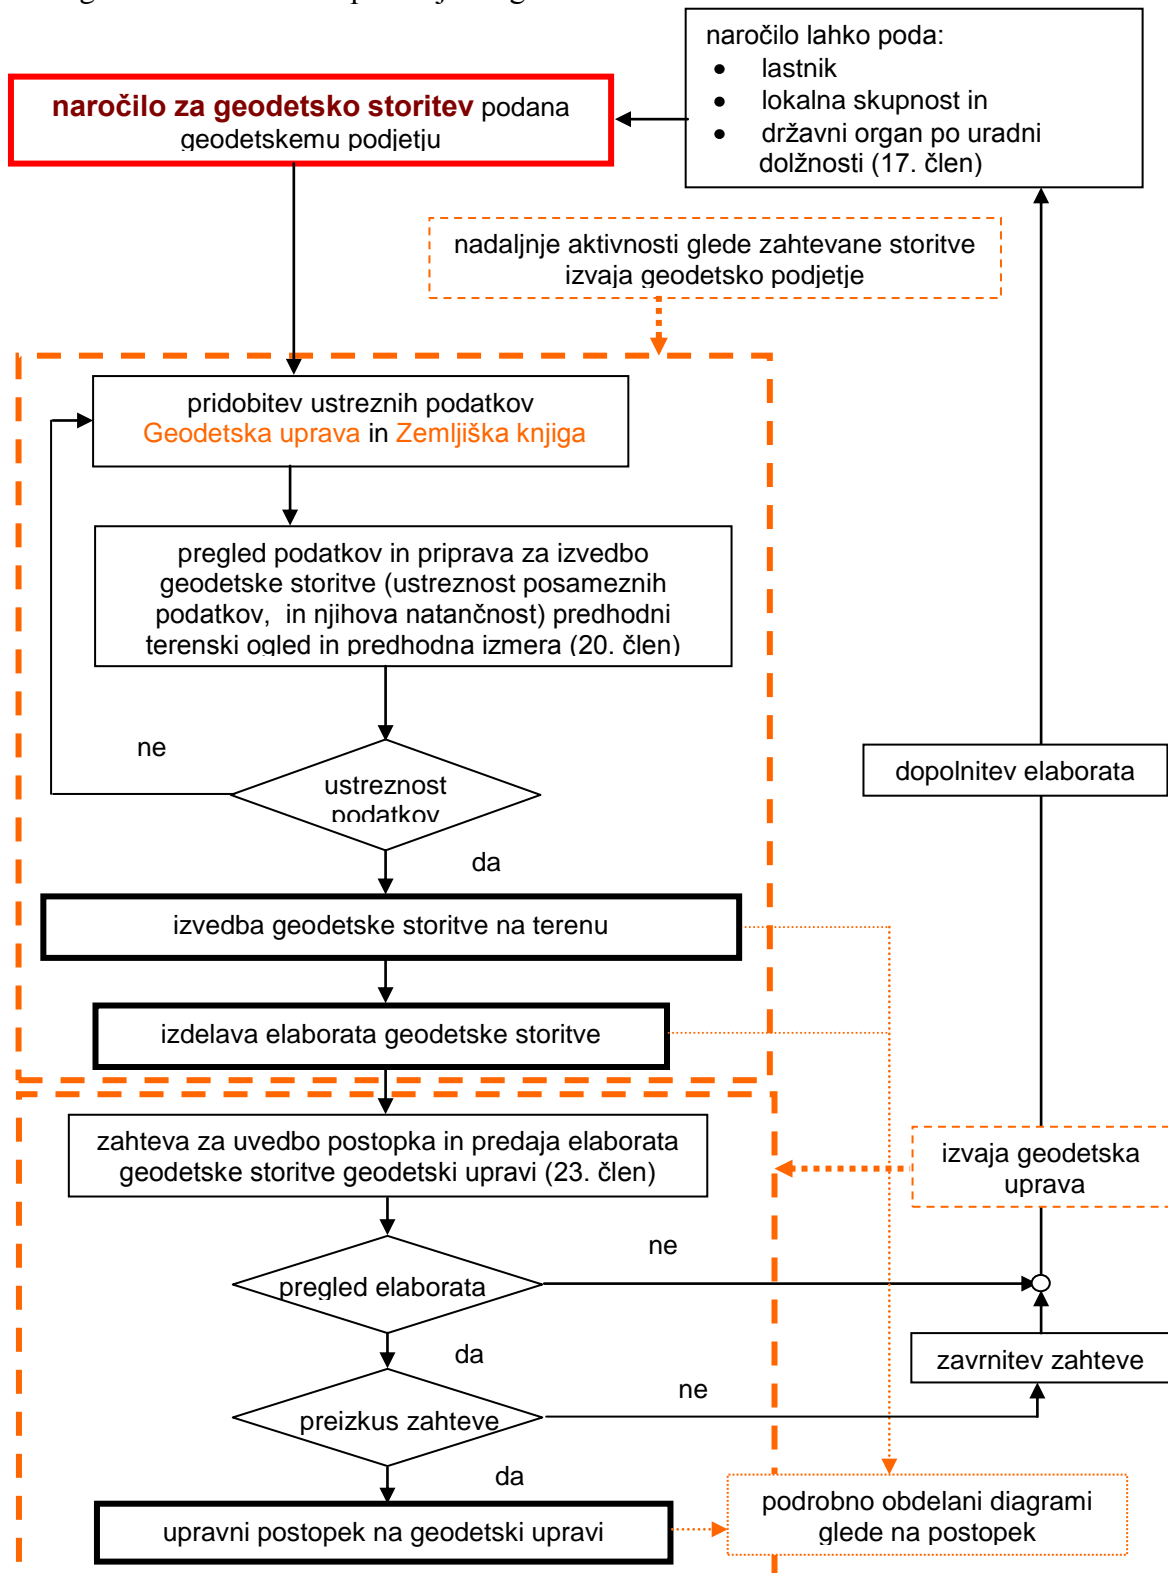 naročilo lahko poda:
• lastnik
• lokalna skupnost in
• državni organ po uradni
dolžnosti (17. člen)
naročilo za geodetsko storitev podana
geodetskemu podjetju
nadaljnje aktivnosti glede zahtevane storitve
izvaja geodetsko podjetje
pridobitev ustreznih podatkov
Geodetska uprava in Zemljiška knjiga
pregled podatkov in priprava za izvedbo
geodetske storitve (ustreznost posameznih
podatkov, in njihova natančnost) predhodni
terenski ogled in predhodna izmera (20. člen)
ne
ustreznost
podatkov
dopolnitev elaborata
da
izvedba geodetske storitve na terenu
izdelava elaborata geodetske storitve
zahteva za uvedbo postopka in predaja elaborata
geodetske storitve geodetski upravi (23. člen)
izvaja geodetska
uprava
ne
pregled elaborata
da
zavrnitev zahteve
ne
preizkus zahteve
da
podrobno obdelani diagrami
glede na postopek
upravni postopek na geodetski upravi